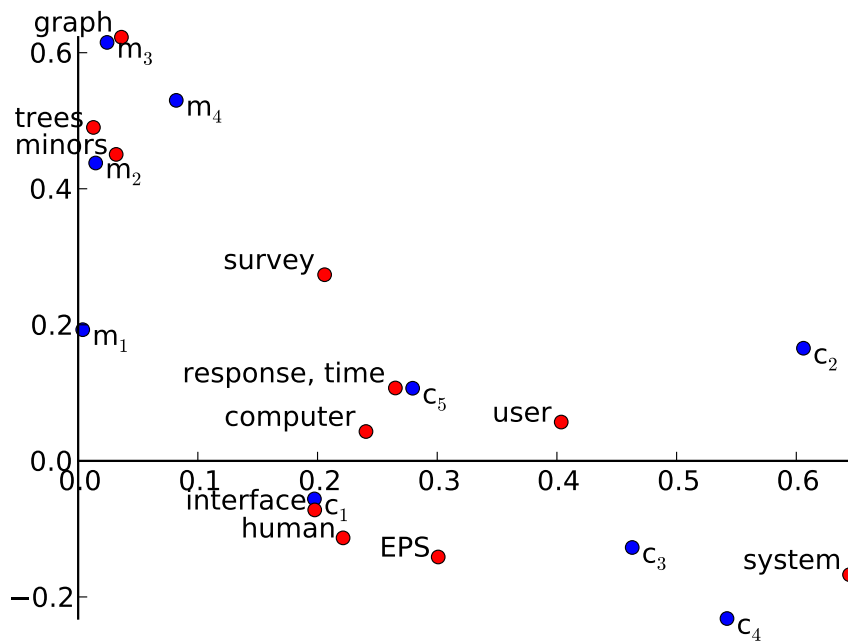 graph
m₃
0.6
m₄
trees
minors
m₂
0.4
survey
0.2
m₁
c₂
response, time
c₅
computer
user
0.0
0.0 0.1 0.2 0.3 0.4 0.5 0.6
interface
c₁
human
EPS
c₃
system
−0.2
c₄